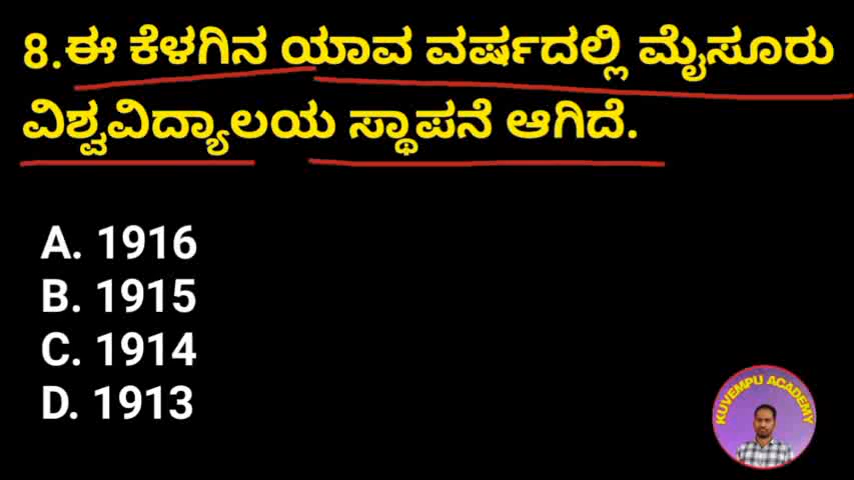 8.ಈ ಕೆಳಗಿನ ಯಾವ ವರ್ಷದಲ್ಲಿ ಮೈಸೂರು
ವಿಶ್ವವಿದ್ಯಾಲಯ ಸ್ಥಾಪನೆ ಆಗಿದೆ.
A. 1916
B. 1915
C. 1914
D. 1913
KUVEMPU ACADEMY